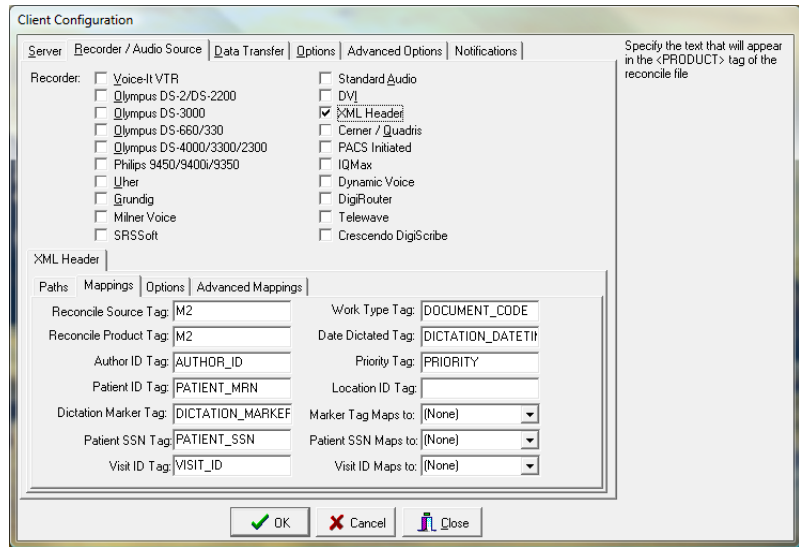 Client Configuration
Server Recorder / Audio Source Data Transfer Options Advanced Options Notifications
Specify the text that will appear
in the <PRODUCT> tag of the
reconcile file
Recorder: Voice-It VTR Standard Audio
Olympus DS-2/DS-2200 DVI
Olympus DS-3000 XML Header
Olympus DS-660/330 Cerner / Quadris
Olympus DS-4000/3300/2300 PACS Initiated
Philips 9450/9400i/9350 IQMax
Uher Dynamic Voice
Grundig DigiRouter
Milner Voice Telewave
SRSSoft Crescendo DigiScribe
XML Header
Paths Mappings Options Advanced Mappings
Reconcile Source Tag: M2 Work Type Tag: DOCUMENT_CODE
Reconcile Product Tag: M2 Date Dictated Tag: DICTATION_DATETI
Author ID Tag: AUTHOR_ID Priority Tag: PRIORITY
Patient ID Tag: PATIENT_MRN Location ID Tag:
Dictation Marker Tag: DICTATION_MARKER Marker Tag Maps to: (None)
Patient SSN Tag: PATIENT_SSN Patient SSN Maps to: (None)
Visit ID Tag: VISIT_ID Visit ID Maps to: (None)
OK Cancel Close